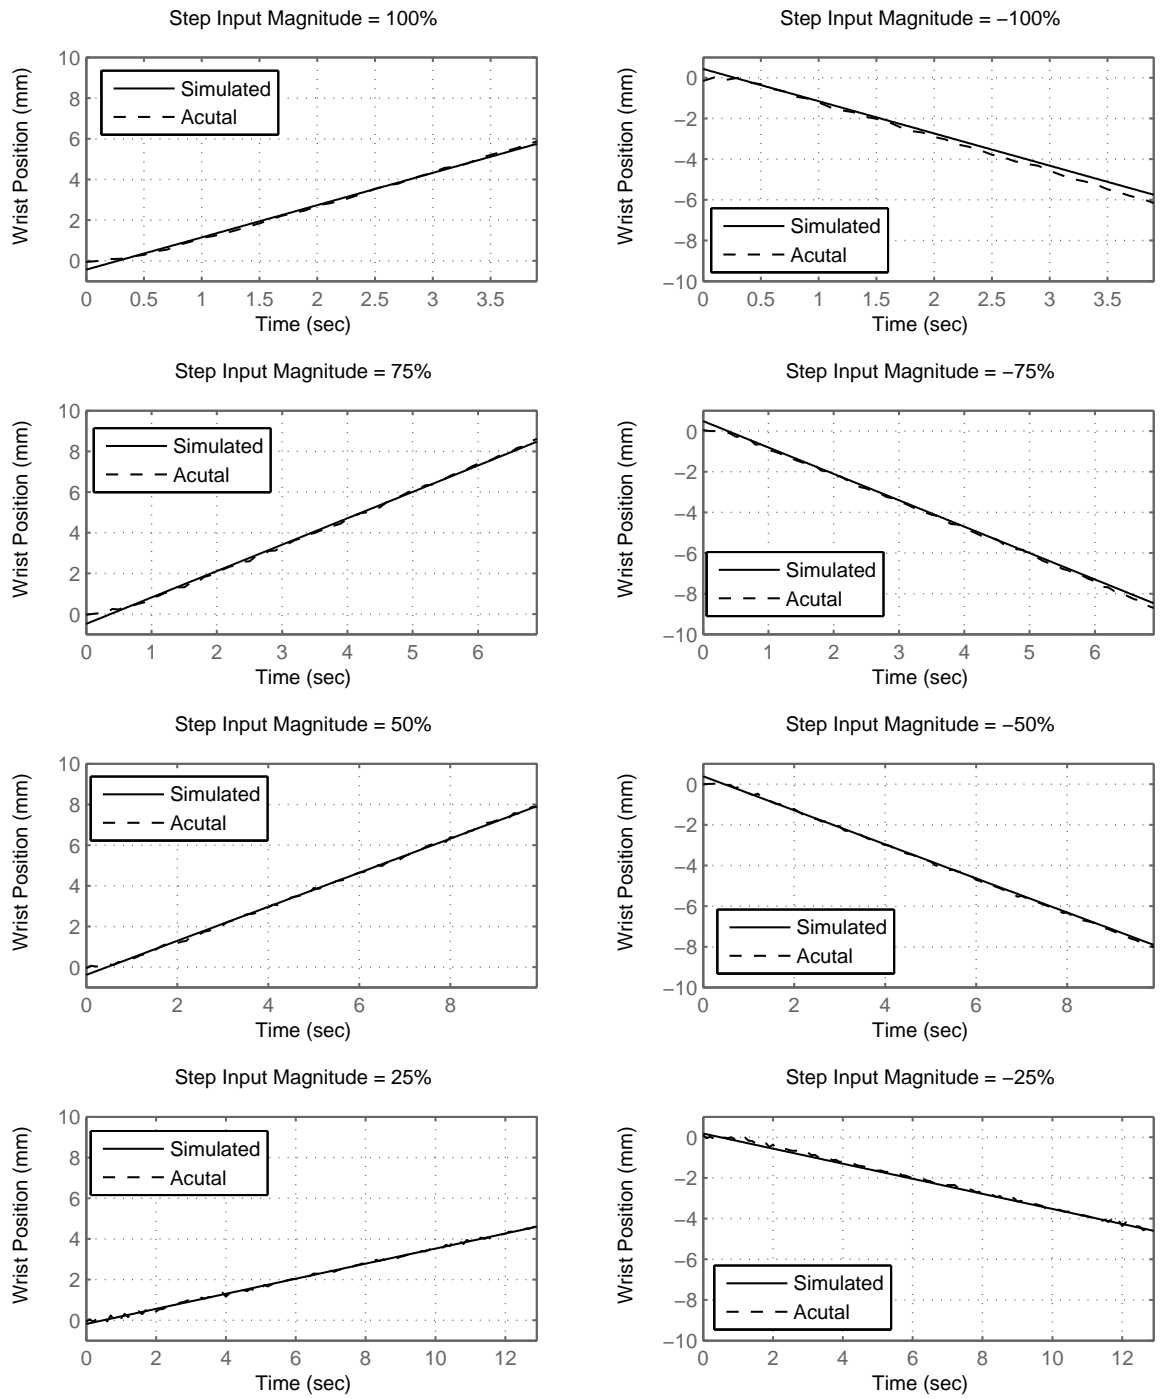 Step Input Magnitude = 100%
Wrist Position (mm)
10
8
6
4
2
0
Simulated
Acutal
0 0.5 1 1.5 2 2.5 3 3.5
Time (sec)
Step Input Magnitude = −100%
Wrist Position (mm)
0
−2
−4
−6
−8
−10
Simulated
Acutal
0 0.5 1 1.5 2 2.5 3 3.5
Time (sec)
Step Input Magnitude = 75%
Wrist Position (mm)
10
8
6
4
2
0
Simulated
Acutal
0 1 2 3 4 5 6
Time (sec)
Step Input Magnitude = −75%
Wrist Position (mm)
0
−2
−4
−6
−8
−10
Simulated
Acutal
0 1 2 3 4 5 6
Time (sec)
Step Input Magnitude = 50%
Wrist Position (mm)
10
8
6
4
2
0
Simulated
Acutal
0 2 4 6 8
Time (sec)
Step Input Magnitude = −50%
Wrist Position (mm)
0
−2
−4
−6
−8
−10
Simulated
Acutal
0 2 4 6 8
Time (sec)
Step Input Magnitude = 25%
Wrist Position (mm)
10
8
6
4
2
0
Simulated
Acutal
0 2 4 6 8 10 12
Time (sec)
Step Input Magnitude = −25%
Wrist Position (mm)
0
−2
−4
−6
−8
−10
Simulated
Acutal
0 2 4 6 8 10 12
Time (sec)